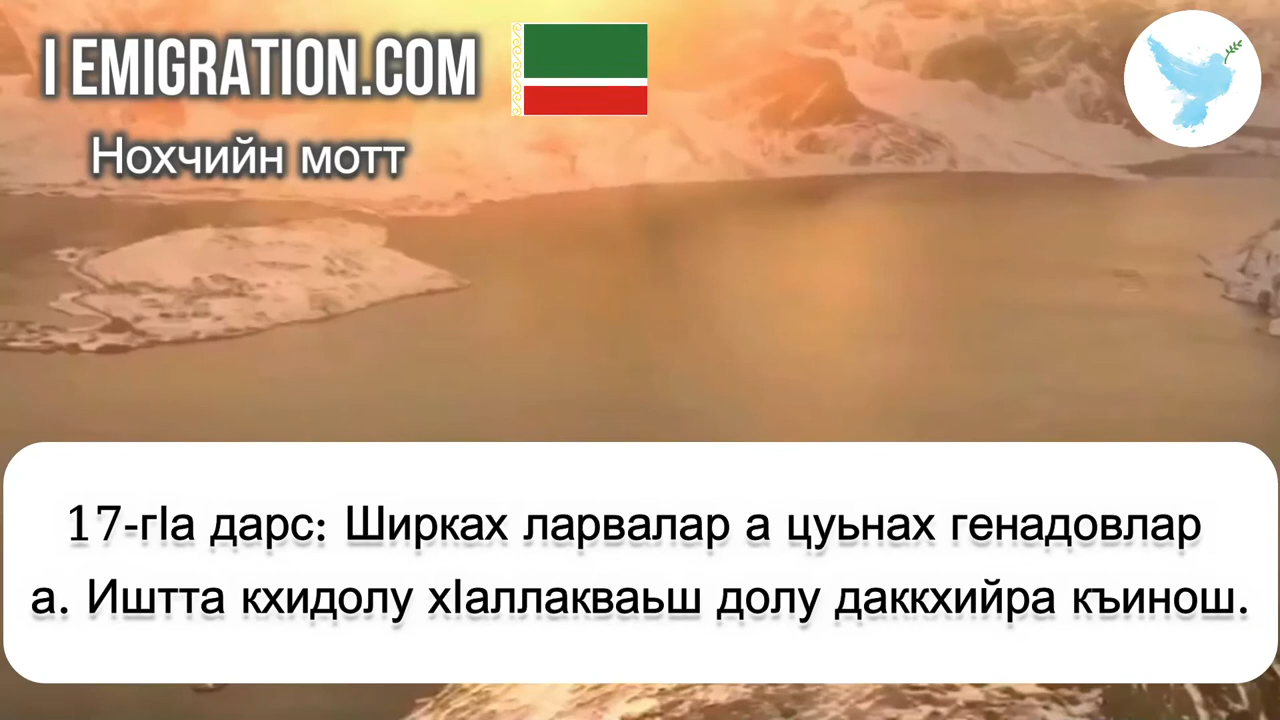 I EMIGRATION.COM
Нохчийн мотт
17-гӀа дарс: Ширках ларвалар а цуьнах генадовлар
а. Иштта кхидолу хӀаллакваьш долу даккхийра къинош.